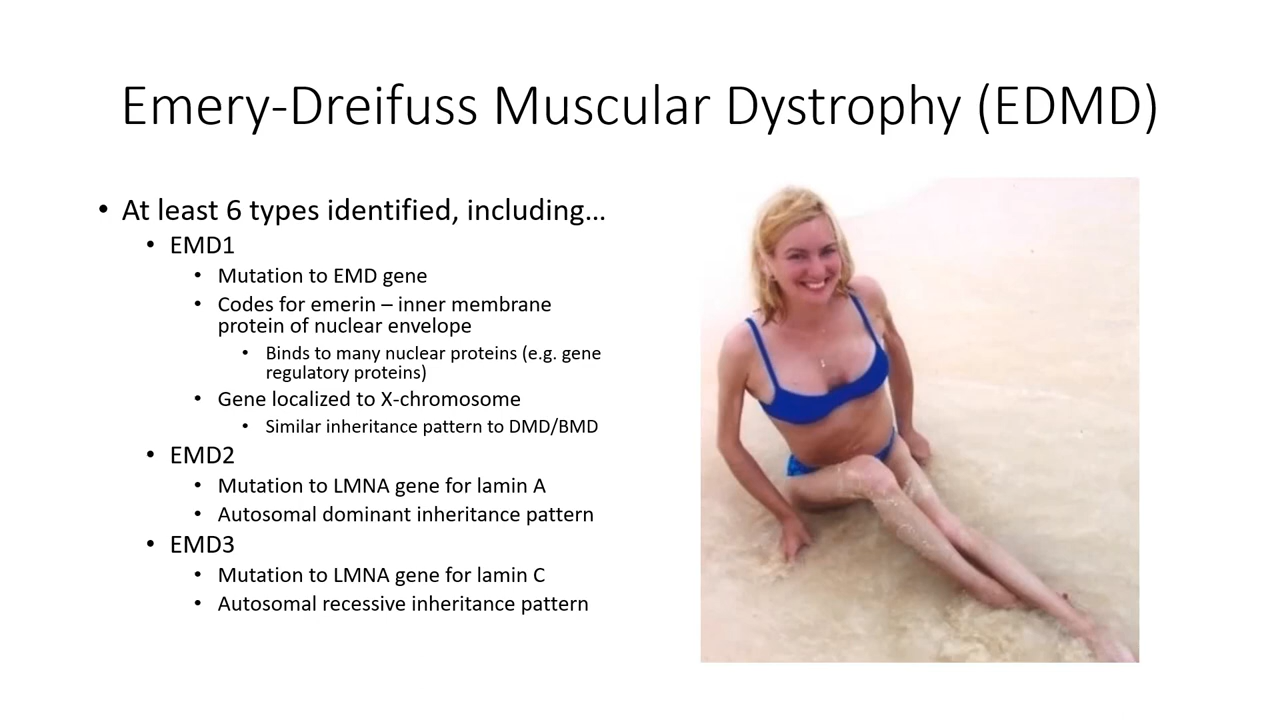 Emery-Dreifuss Muscular Dystrophy (EDMD)
• At least 6 types identified, including…
• EMD1
• Mutation to EMD gene
• Codes for emerin – inner membrane
protein of nuclear envelope
• Binds to many nuclear proteins (e.g. gene
regulatory proteins)
• Gene localized to X-chromosome
• Similar inheritance pattern to DMD/BMD
• EMD2
• Mutation to LMNA gene for lamin A
• Autosomal dominant inheritance pattern
• EMD3
• Mutation to LMNA gene for lamin C
• Autosomal recessive inheritance pattern